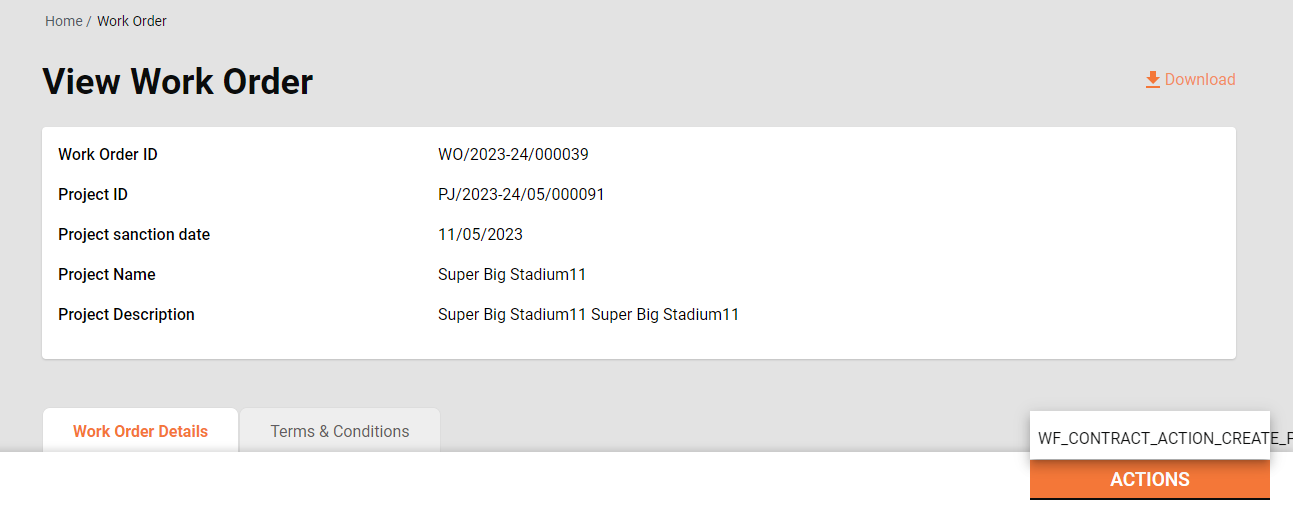 Home / Work Order
View Work Order
Download
Work Order ID WO/2023-24/000039
Project ID PJ/2023-24/05/000091
Project sanction date 11/05/2023
Project Name Super Big Stadium11
Project Description Super Big Stadium11 Super Big Stadium11
Work Order Details Terms & Conditions
WF_CONTRACT_ACTION_CREATE_
ACTIONS